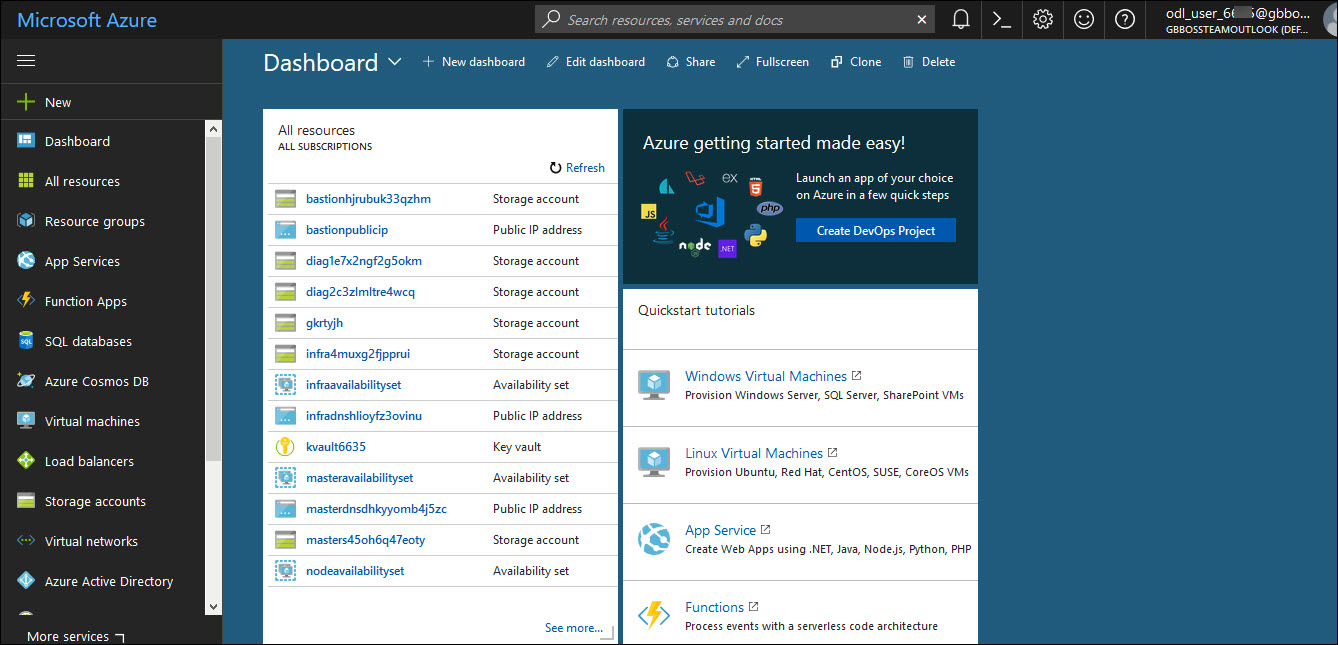 Microsoft Azure
Search resources, services and docs
odl_user_6 5@gbbo...
GBBOSSTEAMOUTLOOK (DEF...
New
Dashboard
All resources
Resource groups
App Services
Function Apps
SQL databases
Azure Cosmos DB
Virtual machines
Load balancers
Storage accounts
Virtual networks
Azure Active Directory
More services
Dashboard
New dashboard
Edit dashboard
Share
Fullscreen
Clone
Delete
All resources
ALL SUBSCRIPTIONS
Refresh
bastionhjrubuk33qzhm Storage account
bastionpublicip Public IP address
diag1e7x2ngf2g5okm Storage account
diag2c3zlmltre4wcq Storage account
gkrtyjh Storage account
infra4muxg2fjpprui Storage account
infraavailabilityset Availability set
infradnshlioyfz3ovinu Public IP address
kvault6635 Key vault
masteravailabilityset Availability set
masterdnsdhkyyomb4j5zc Public IP address
masters45oh6q47eoty Storage account
nodeavailabilityset Availability set
See more...
Azure getting started made easy!
Launch an app of your choice
on Azure in a few quick steps
Create DevOps Project
ex
HTML
5
JS
php
node
.NET
Quickstart tutorials
Windows Virtual Machines
Provision Windows Server, SQL Server, SharePoint VMs
Linux Virtual Machines
Provision Ubuntu, Red Hat, CentOS, SUSE, CoreOS VMs
App Service
Create Web Apps using .NET, Java, Node.js, Python, PHP
Functions
Process events with a serverless code architecture